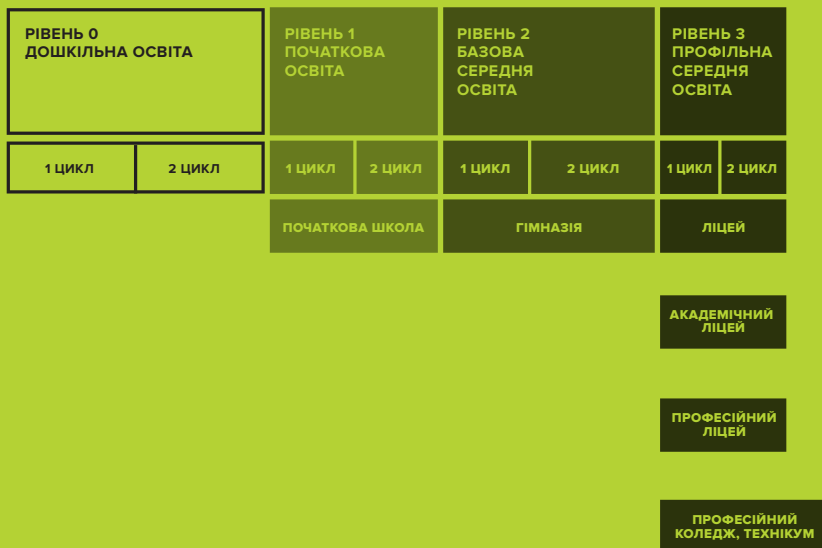 РІВЕНЬ 0
ДОШКІЛЬНА ОСВІТА
РІВЕНЬ 1
ПОЧАТКОВА
ОСВІТА
РІВЕНЬ 2
БАЗОВА
СЕРЕДНЯ
ОСВІТА
РІВЕНЬ 3
ПРОФІЛЬНА
СЕРЕДНЯ
ОСВІТА
1 ЦИКЛ
2 ЦИКЛ
1 ЦИКЛ
2 ЦИКЛ
1 ЦИКЛ
2 ЦИКЛ
1 ЦИКЛ
2 ЦИКЛ
ПОЧАТКОВА ШКОЛА
ГІМНАЗІЯ
ЛІЦЕЙ
АКАДЕМІЧНИЙ
ЛІЦЕЙ
ПРОФЕСІЙНИЙ
ЛІЦЕЙ
ПРОФЕСІЙНИЙ
КОЛЕДЖ, ТЕХНІКУМ